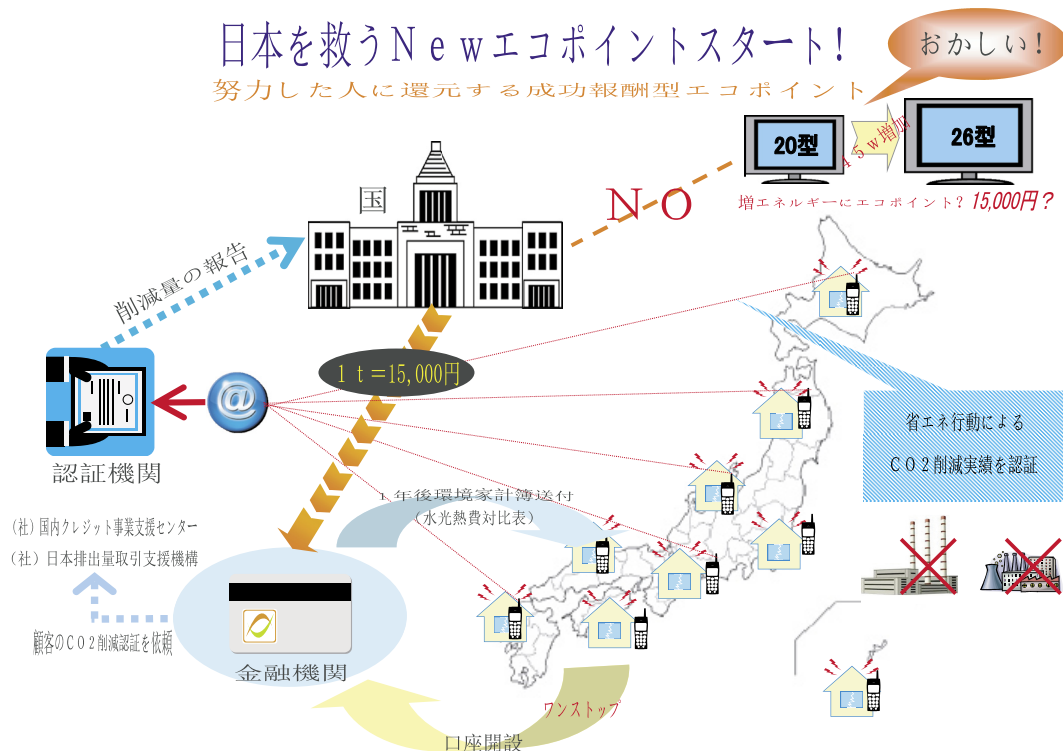 日本を救うNewエコポイントスタート!
おかしい!
努力した人に還元する成功報酬型エコポイント
20型
15w増加
26型
国
NO
増エネルギーにエコポイント? 15,000円?
削減量の報告
1t=15,000円
@
認証機関
省エネ行動による
CO2削減実績を認証
1年後環境家計簿送付
(水光熱費対比表)
(社)国内クレジット事業支援センター
(社)日本排出量取引支援機構
顧客のCO2削減認証を依頼
金融機関
ワンストップ
口座開設